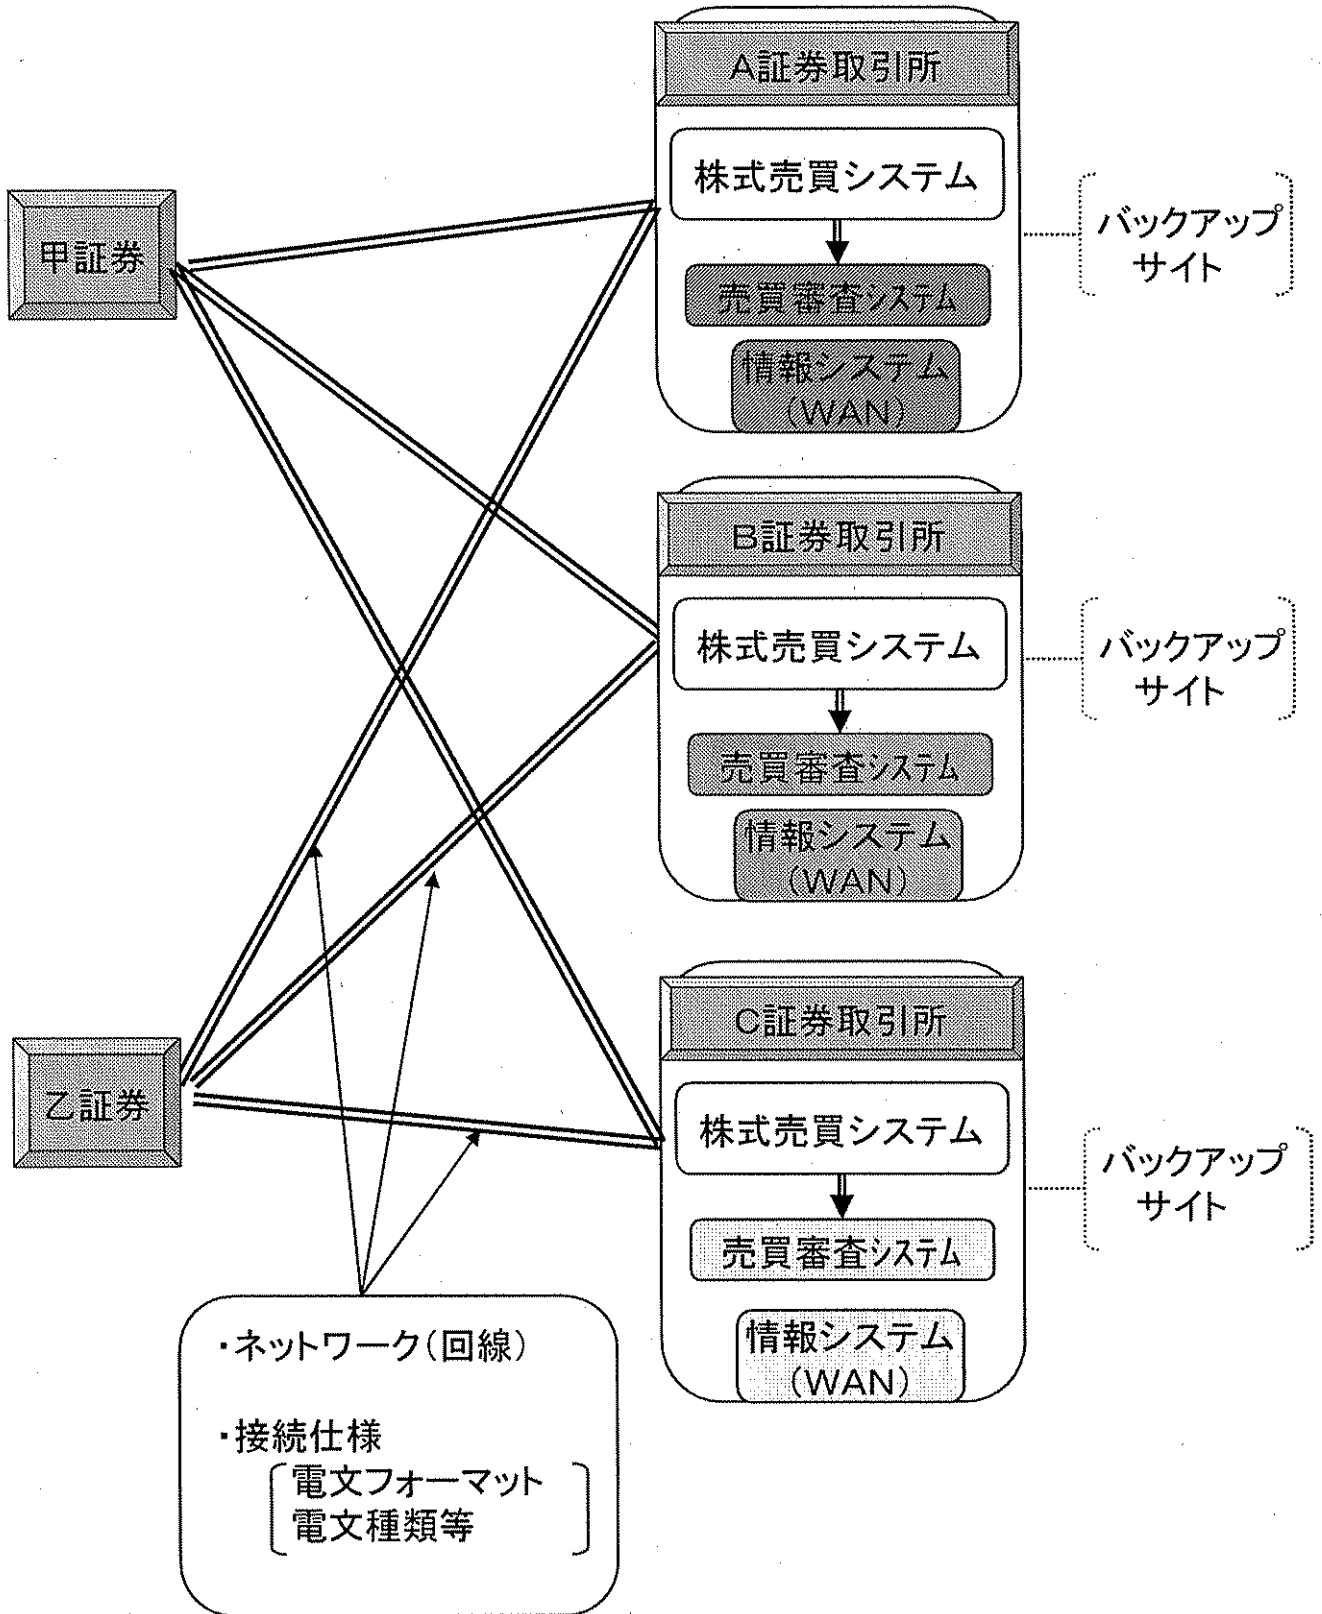 甲証券
乙証券
A証券取引所
株式売買システム
売買審査システム
情報システム
(WAN)
バックアップ
サイト
B証券取引所
株式売買システム
売買審査システム
情報システム
(WAN)
バックアップ
サイト
C証券取引所
株式売買システム
売買審査システム
情報システム
(WAN)
バックアップ
サイト
・ネットワーク(回線)
・接続仕様
電文フォーマット
電文種類等